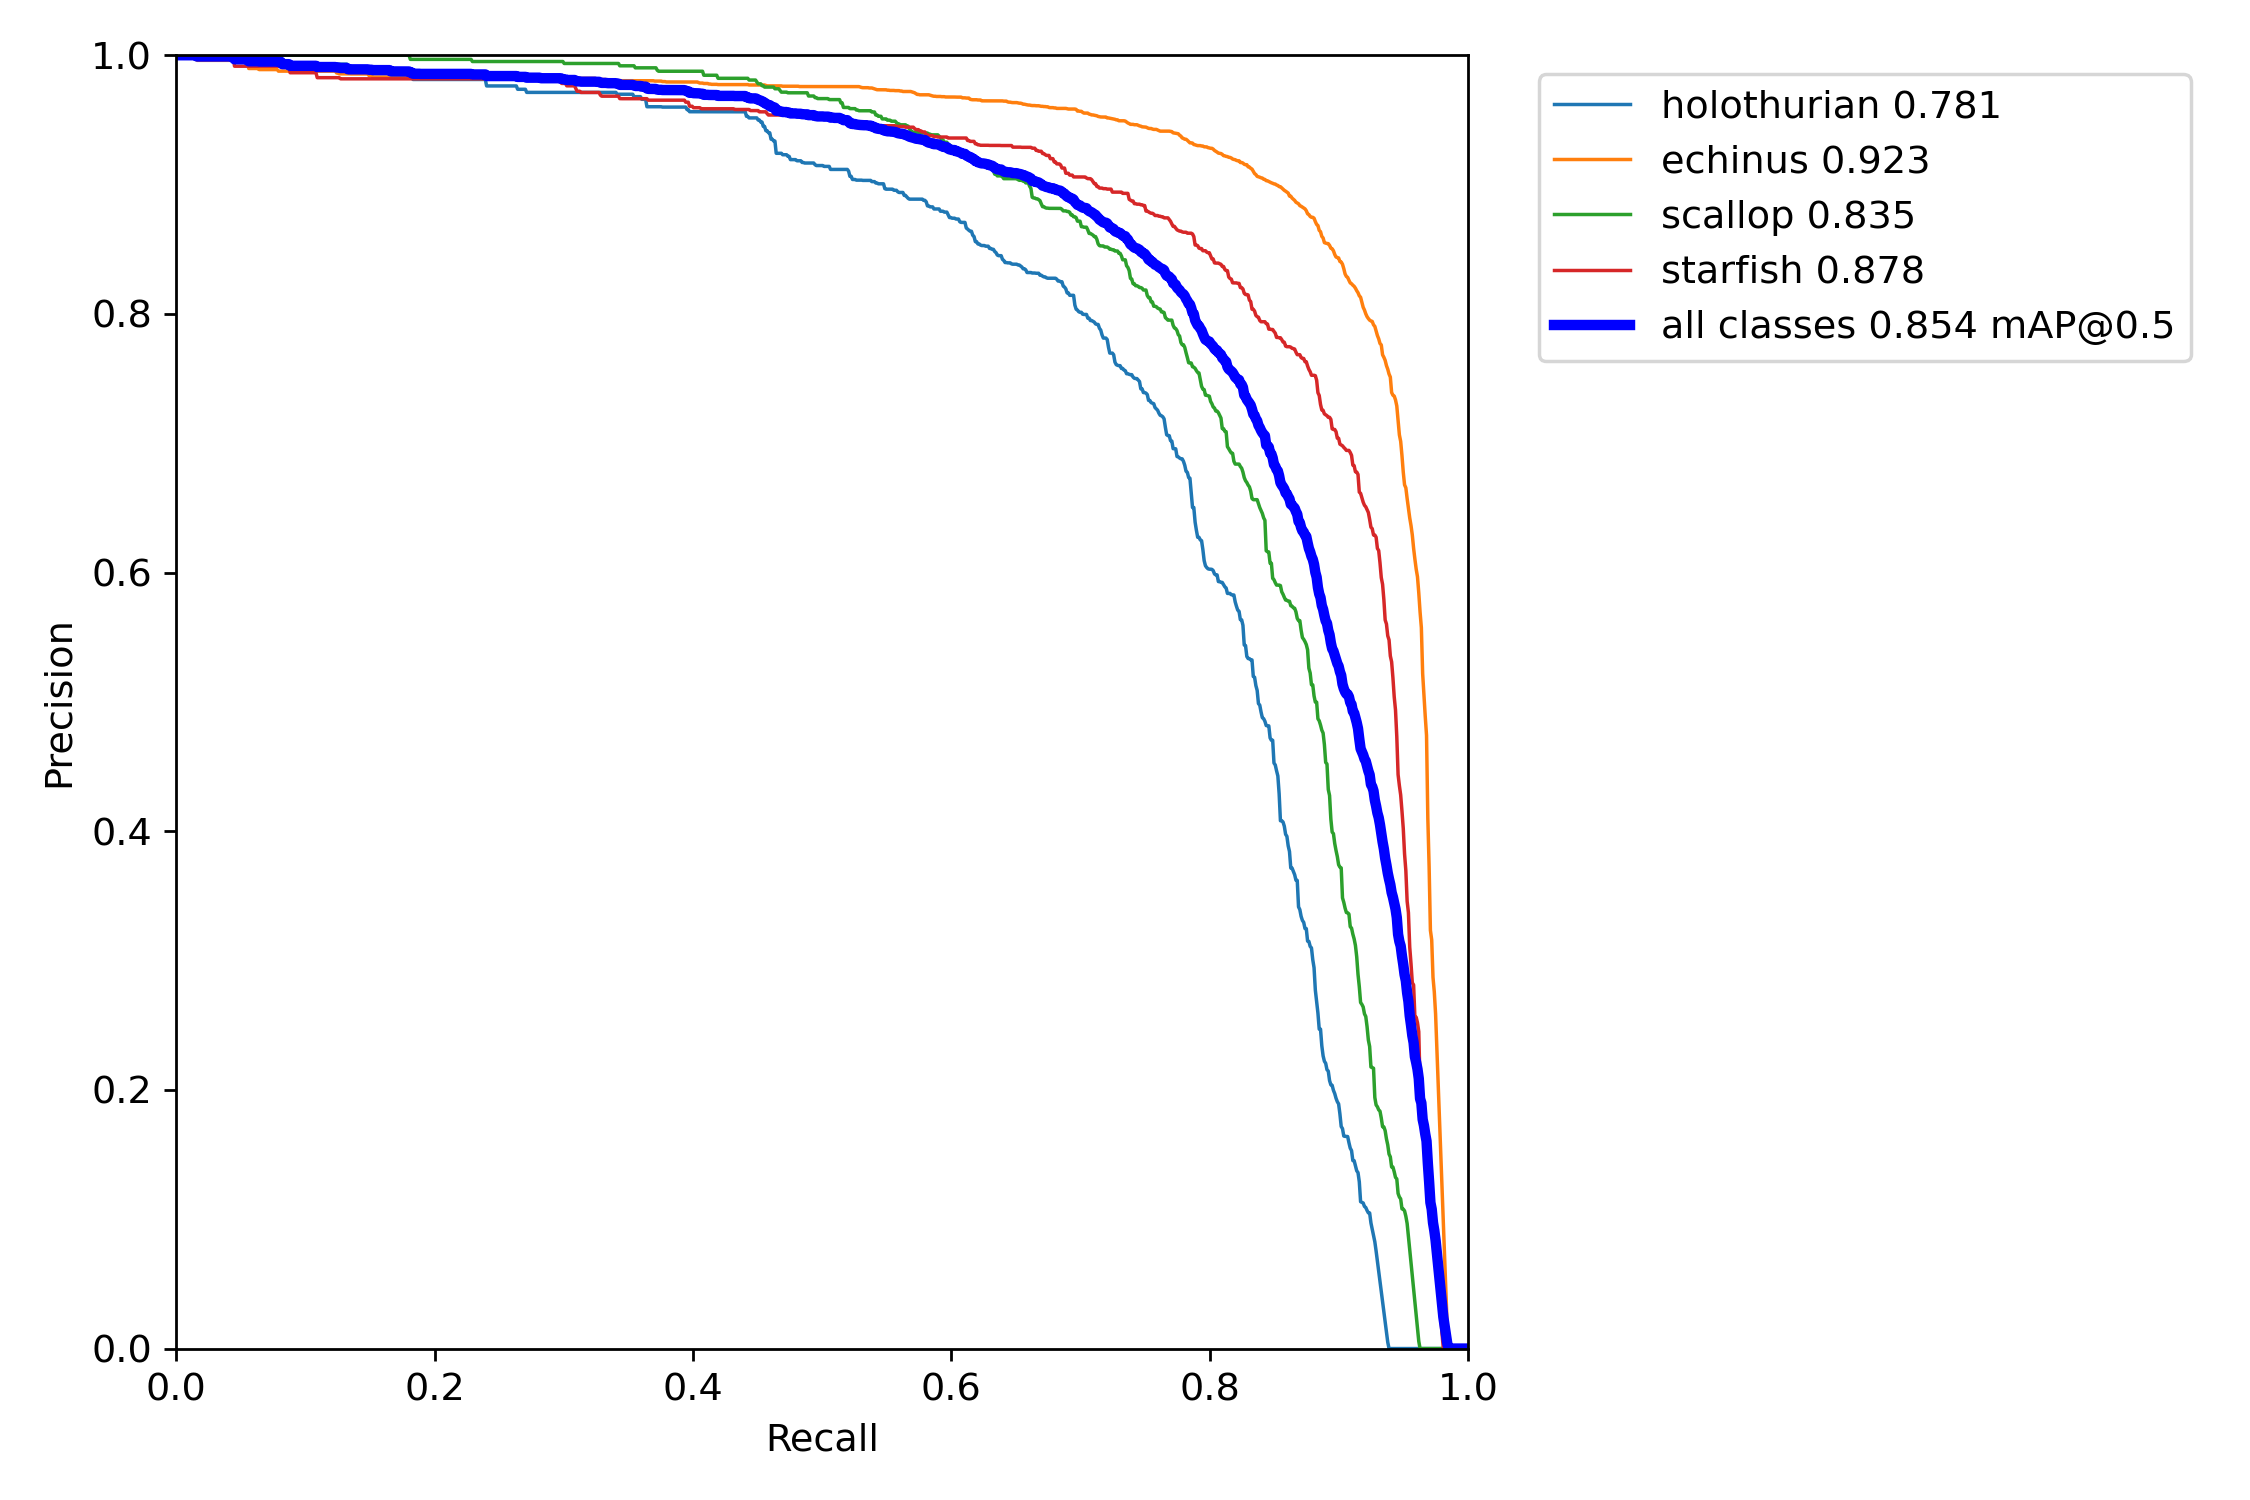 1.0
0.8
0.6
0.4
0.2
0.0
Precision
0.0 0.2 0.4 0.6 0.8 1.0
Recall
holothurian 0.781
echinus 0.923
scallop 0.835
starfish 0.878
all classes 0.854 mAP@0.5